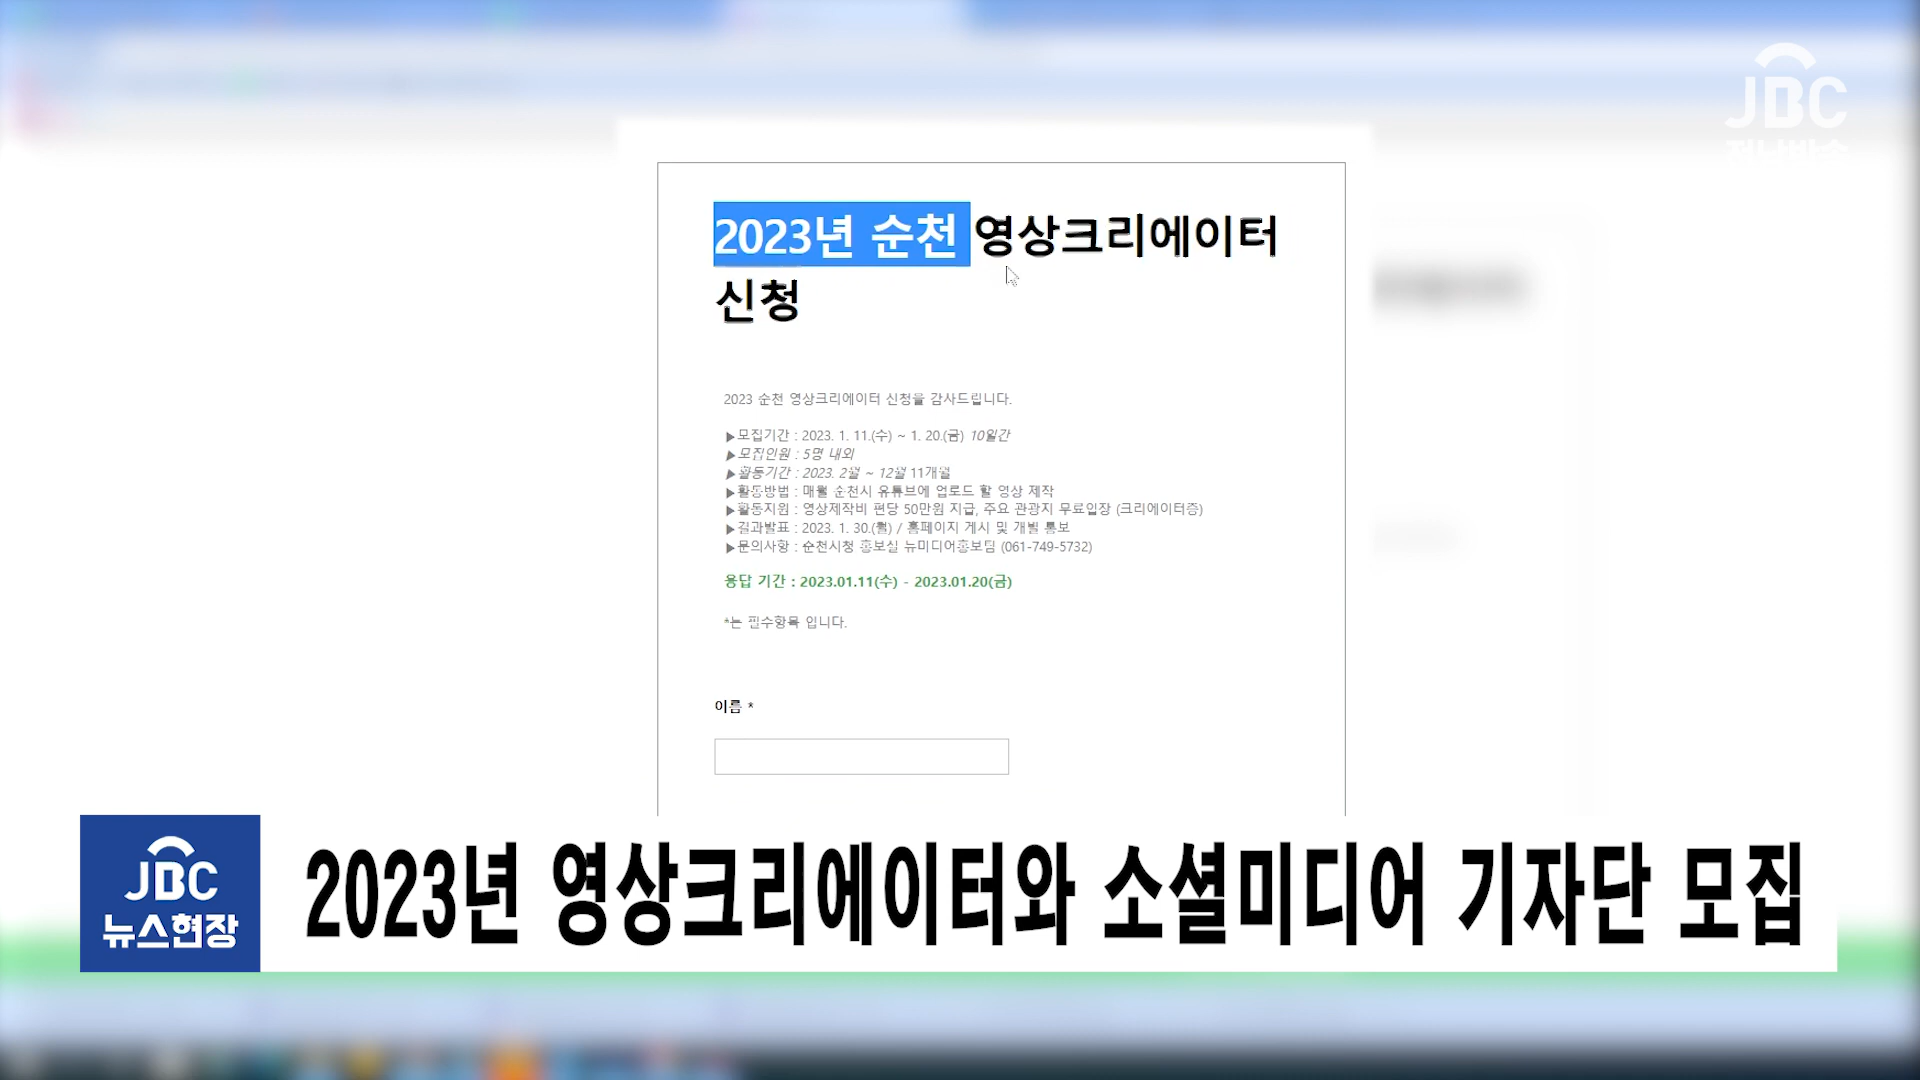 JBC
전남방송
2023년 순천 영상크리에이터
신청
2023 순천 영상크리에이터 신청을 감사드립니다.
▶모집기간 : 2023. 1. 11.(수) ~ 1. 20.(금) 10일간
▶모집인원 : 5명 내외
▶활동기간 : 2023. 2월 ~ 12월 11개월
▶활동방법 : 매월 순천시 유튜브에 업로드 할 영상 제작
▶활동지원 : 영상제작비 편당 50만원 지급, 주요 관광지 무료입장 (크리에이터증)
▶결과발표 : 2023. 1. 30.(월) / 홈페이지 게시 및 개별 통보
▶문의사항 : 순천시청 홍보실 뉴미디어홍보팀 (061-749-5732)
응답 기간 : 2023.01.11(수) - 2023.01.20(금)
*는 필수항목 입니다.
이름 *
JBC
뉴스현장
2023년 영상크리에이터와 소셜미디어 기자단 모집